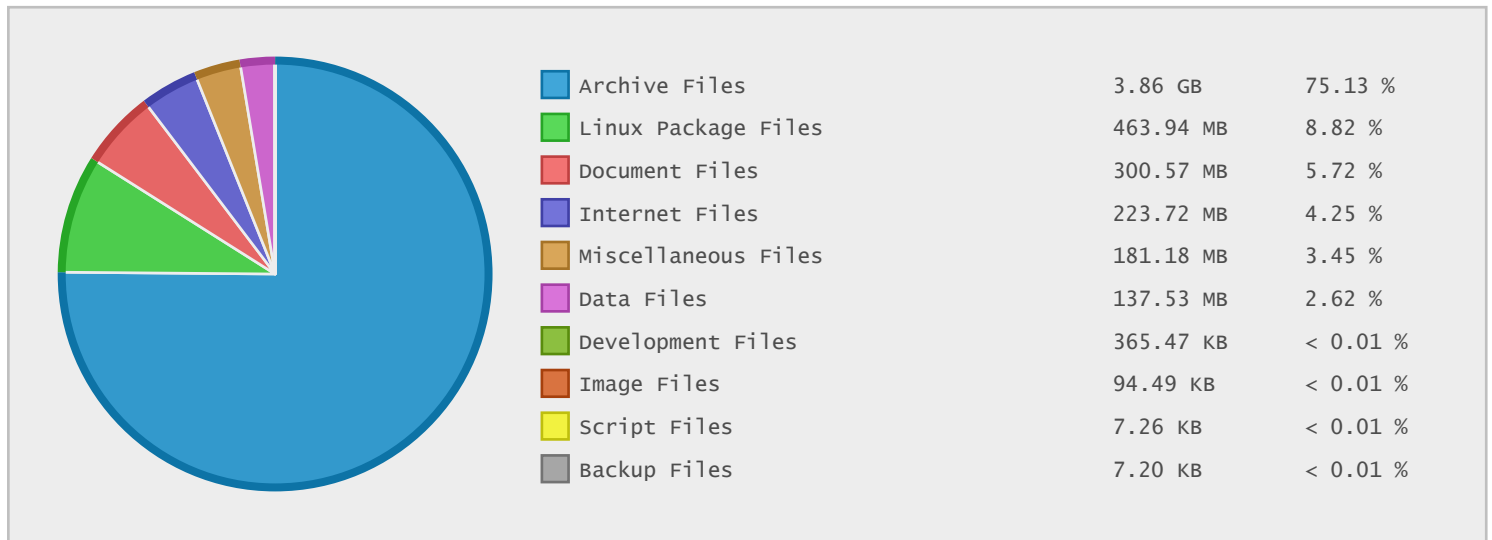 Archive Files 3.86 GB 75.13 %
Linux Package Files 463.94 MB 8.82 %
Document Files 300.57 MB 5.72 %
Internet Files 223.72 MB 4.25 %
Miscellaneous Files 181.18 MB 3.45 %
Data Files 137.53 MB 2.62 %
Development Files 365.47 KB < 0.01 %
Image Files 94.49 KB < 0.01 %
Script Files 7.26 KB < 0.01 %
Backup Files 7.20 KB < 0.01 %